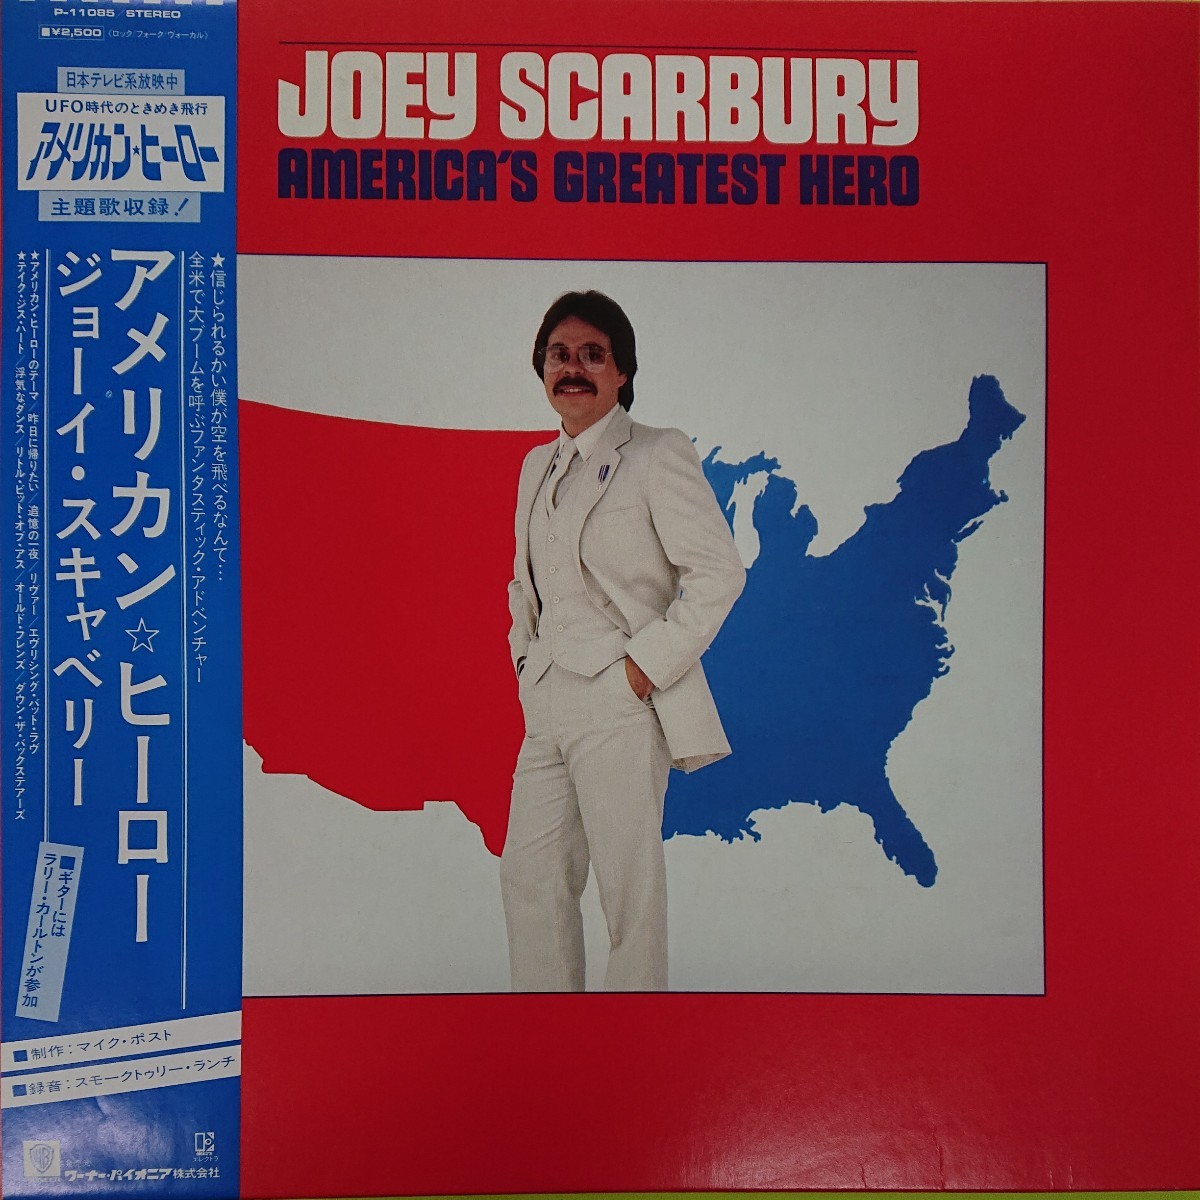 P-11085/STEREO
¥2,500 (ロック/フォーク/ヴォーカル)
日本テレビ系放映中
UFO時代のときめき飛行
アメリカン★ヒーロー
主題歌収録!
★信じられるかい僕が空を飛べるなんて…
全米で大ブームを呼ぶファンタスティック・アドベンチャー
アメリカン☆ヒーロー
ジョーイ・スキャベリー
★アメリカン・ヒーローのテーマ/昨日に帰りたい/追憶の一夜/リヴァー/エヴリシング・バット・ラヴ
★テイク・ジス・ハート/浮気なダンス/リトル・ビット・オブ・アス/オールド・フレンズ/ダウン・ザ・バックステアーズ
■ギターには
ラリー・カールトンが参加
■制作:マイク・ポスト
■録音:スモークトゥリー・ランチ
エレクトラ
ワーナー・パイオニア株式会社
JOEY SCARBURY
AMERICA'S GREATEST HERO